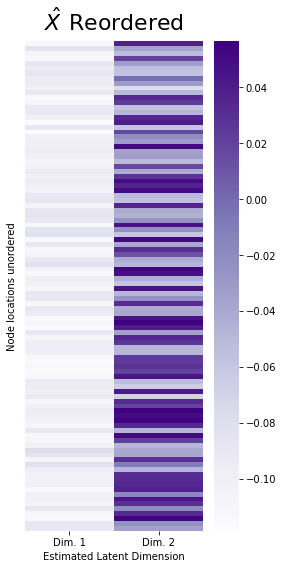 X̂ Reordered
Node locations unordered
0.04
0.02
0.00
−0.02
−0.04
−0.06
−0.08
−0.10
Dim. 1
Dim. 2
Estimated Latent Dimension